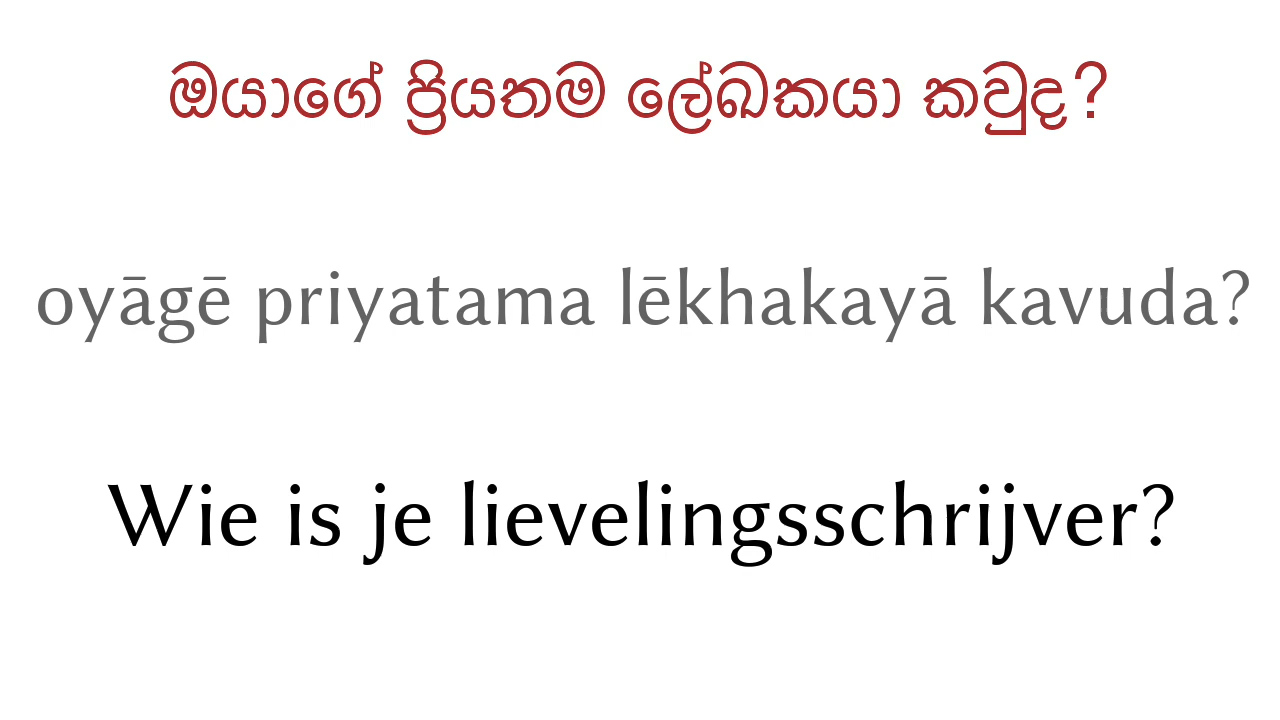 ඔයාගේ ප්‍රියතම ලේඛකයා කවුද?
oyāgē priyatama lēkhakayā kavuda?
Wie is je lievelingsschrijver?